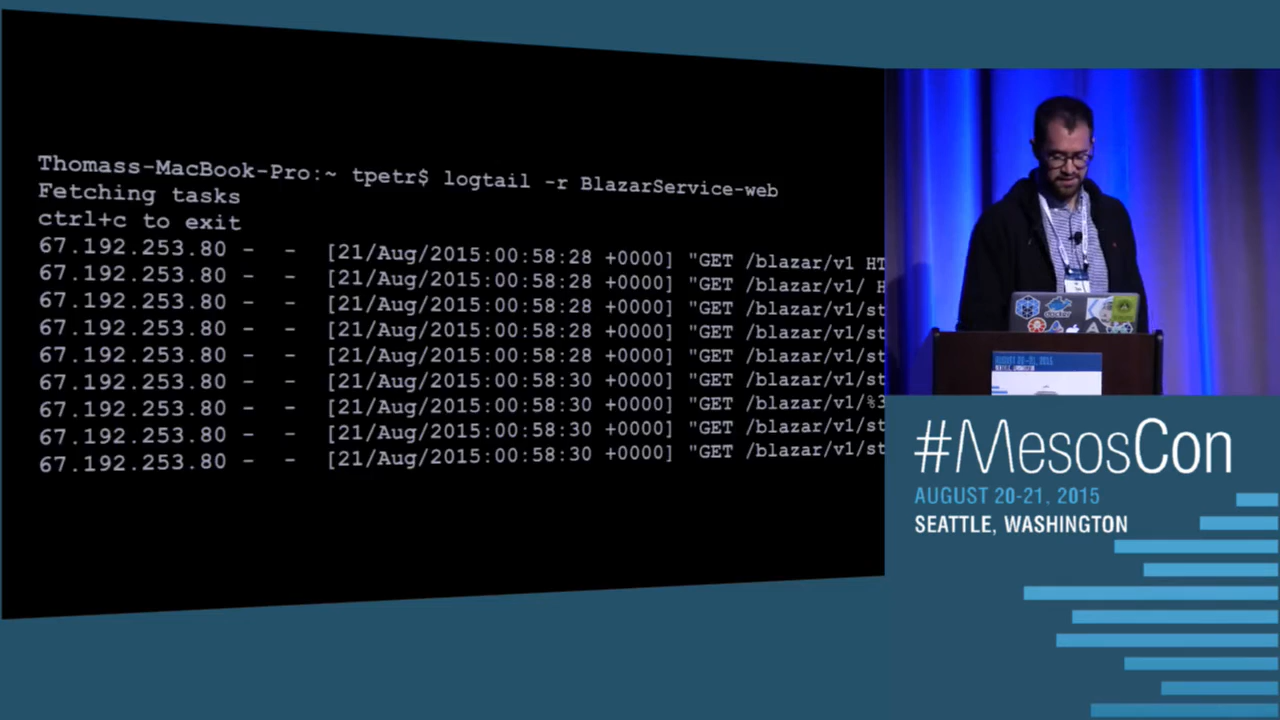 Thomass-MacBook-Pro:~ tpetr$ logtail -r BlazarService-web
Fetching tasks
ctrl+c to exit
67.192.253.80 - - [21/Aug/2015:00:58:28 +0000] "GET /blazar/v1 HT
67.192.253.80 - - [21/Aug/2015:00:58:28 +0000] "GET /blazar/v1/ H
67.192.253.80 - - [21/Aug/2015:00:58:28 +0000] "GET /blazar/v1/st
67.192.253.80 - - [21/Aug/2015:00:58:28 +0000] "GET /blazar/v1/st
67.192.253.80 - - [21/Aug/2015:00:58:28 +0000] "GET /blazar/v1/st
67.192.253.80 - - [21/Aug/2015:00:58:30 +0000] "GET /blazar/v1/st
67.192.253.80 - - [21/Aug/2015:00:58:30 +0000] "GET /blazar/v1/%3
67.192.253.80 - - [21/Aug/2015:00:58:30 +0000] "GET /blazar/v1/st
67.192.253.80 - - [21/Aug/2015:00:58:30 +0000] "GET /blazar/v1/st
docker
AUGUST 20-21, 2015
SEATTLE, WASHINGTON
#MesosCon
AUGUST 20-21, 2015
SEATTLE, WASHINGTON